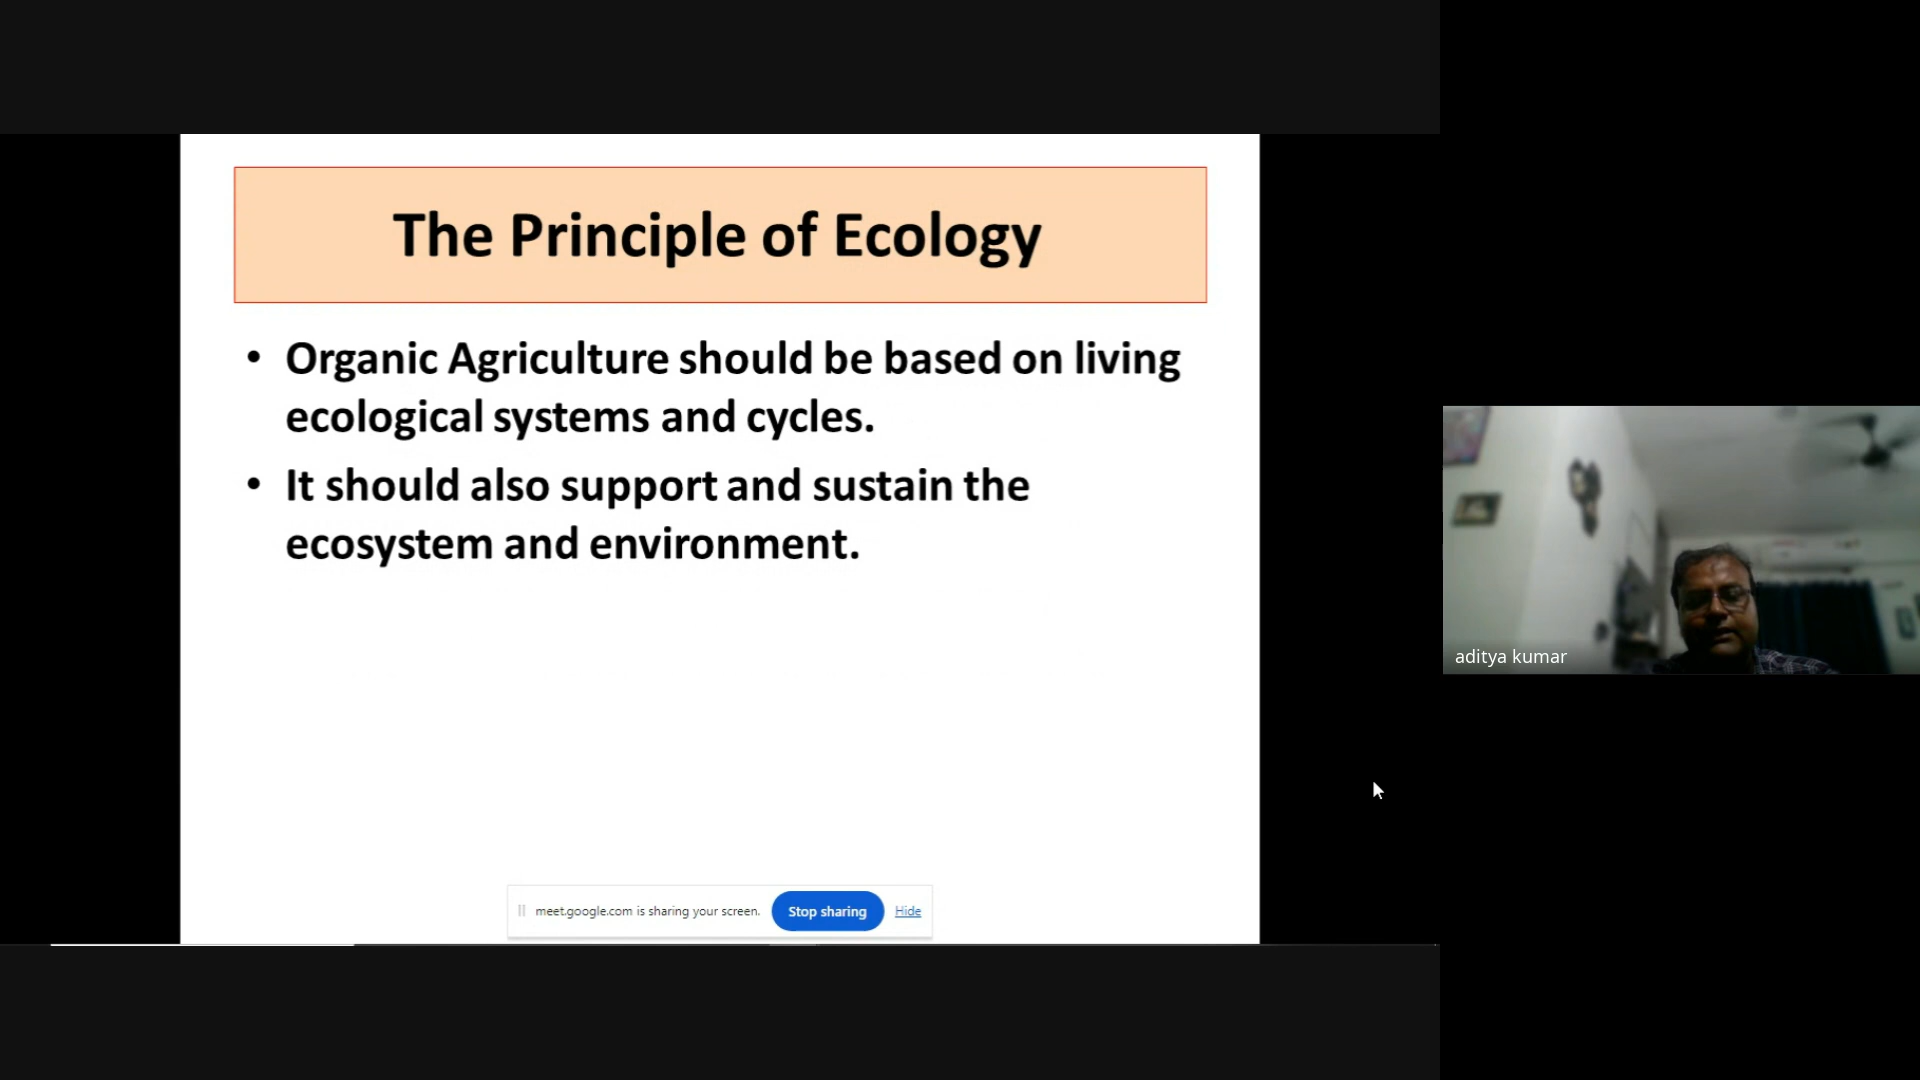 The Principle of Ecology
• Organic Agriculture should be based on living
ecological systems and cycles.
• It should also support and sustain the
ecosystem and environment.
aditya kumar
meet.google.com is sharing your screen.
Stop sharing
Hide